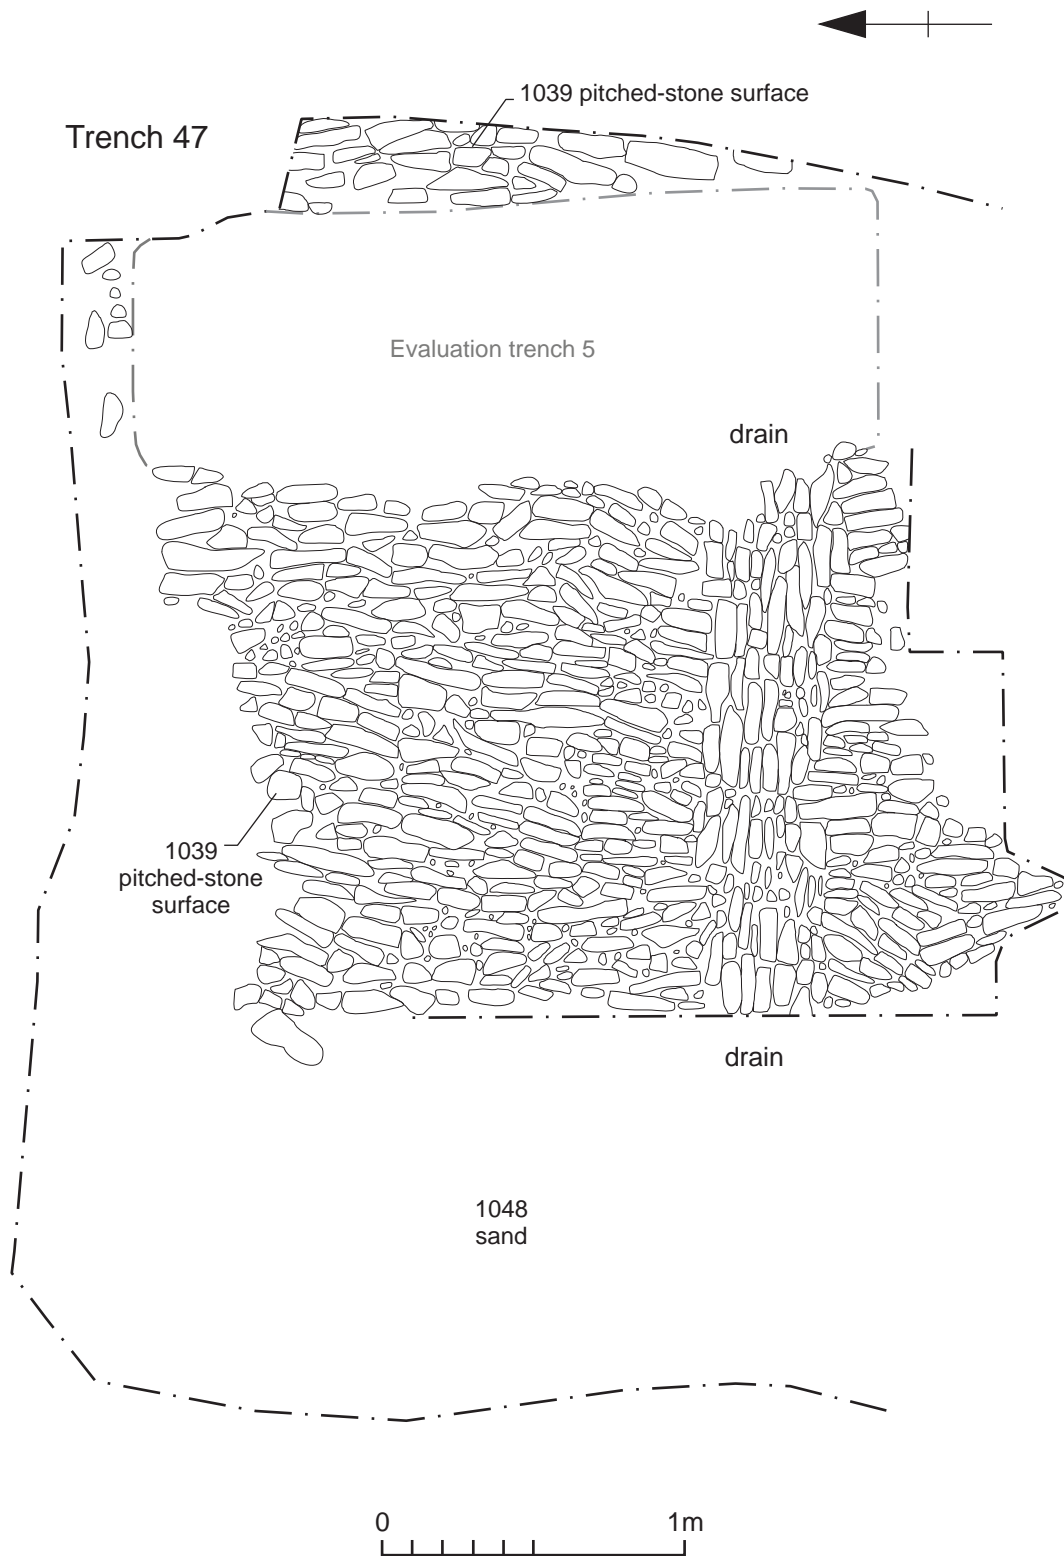 1039 pitched-stone surface
Trench 47
Evaluation trench 5
drain
1039
pitched-stone
surface
drain
1048
sand
0 1m